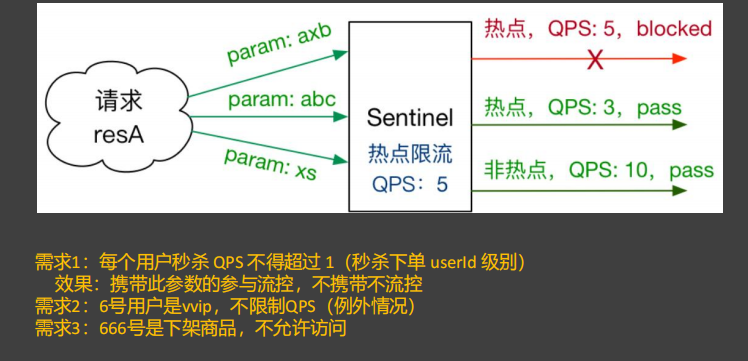 请求
resA
param: axb
param: abc
param: xs
Sentinel
热点限流
QPS：5
热点，QPS: 5，blocked
X
热点，QPS: 3，pass
非热点，QPS: 10，pass
需求1：每个用户秒杀 QPS 不得超过 1（秒杀下单 userId 级别）
效果：携带此参数的参与流控，不携带不流控
需求2：6号用户是vvip，不限制QPS（例外情况）
需求3：666号是下架商品，不允许访问